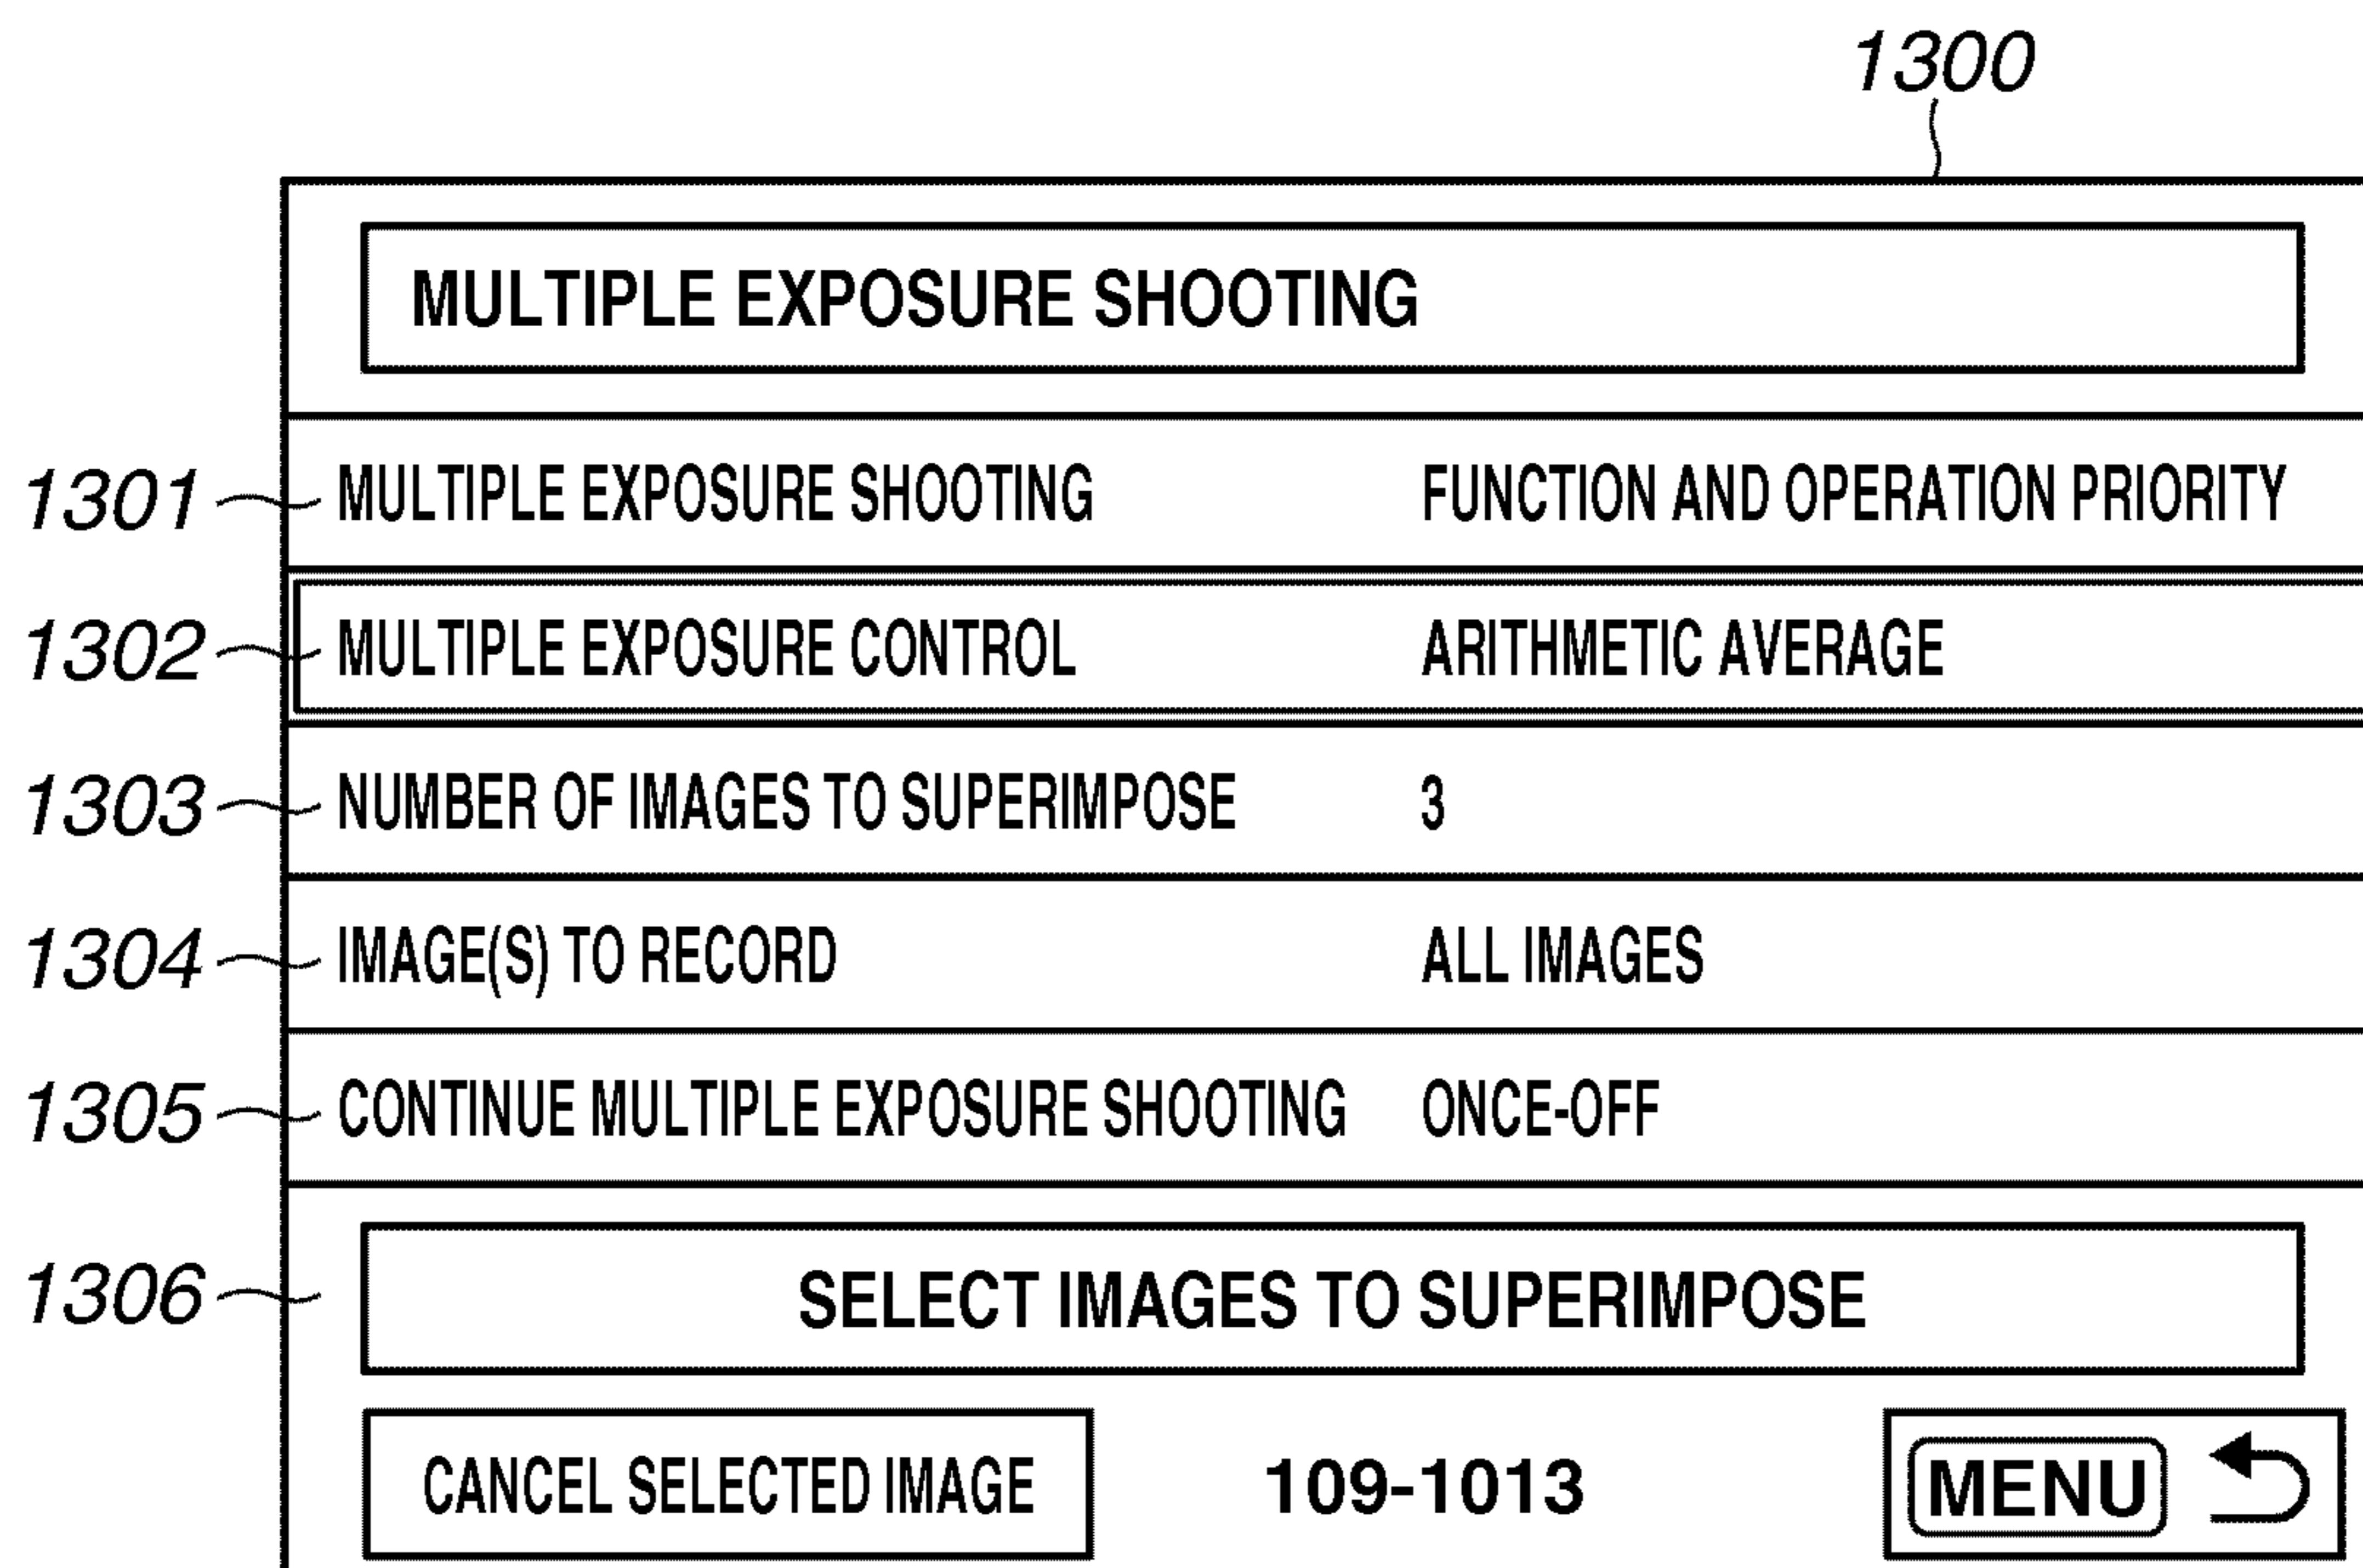 1300
MULTIPLE EXPOSURE SHOOTING
1301 MULTIPLE EXPOSURE SHOOTING FUNCTION AND OPERATION PRIORITY
1302 MULTIPLE EXPOSURE CONTROL ARITHMETIC AVERAGE
1303 NUMBER OF IMAGES TO SUPERIMPOSE 3
1304 IMAGE(S) TO RECORD ALL IMAGES
1305 CONTINUE MULTIPLE EXPOSURE SHOOTING ONCE-OFF
1306 SELECT IMAGES TO SUPERIMPOSE
CANCEL SELECTED IMAGE 109-1013 MENU